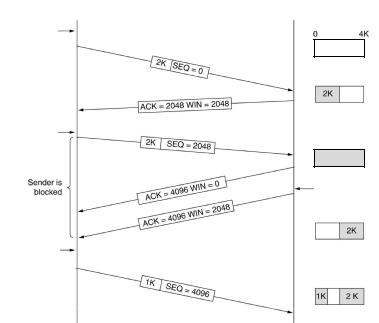 0 4K
2K SEQ = 0
2K
ACK = 2048 WIN = 2048
2K SEQ = 2048
Sender is
blocked
ACK = 4096 WIN = 0
ACK = 4096 WIN = 2048
2K
1K SEQ = 4096
1K 2 K